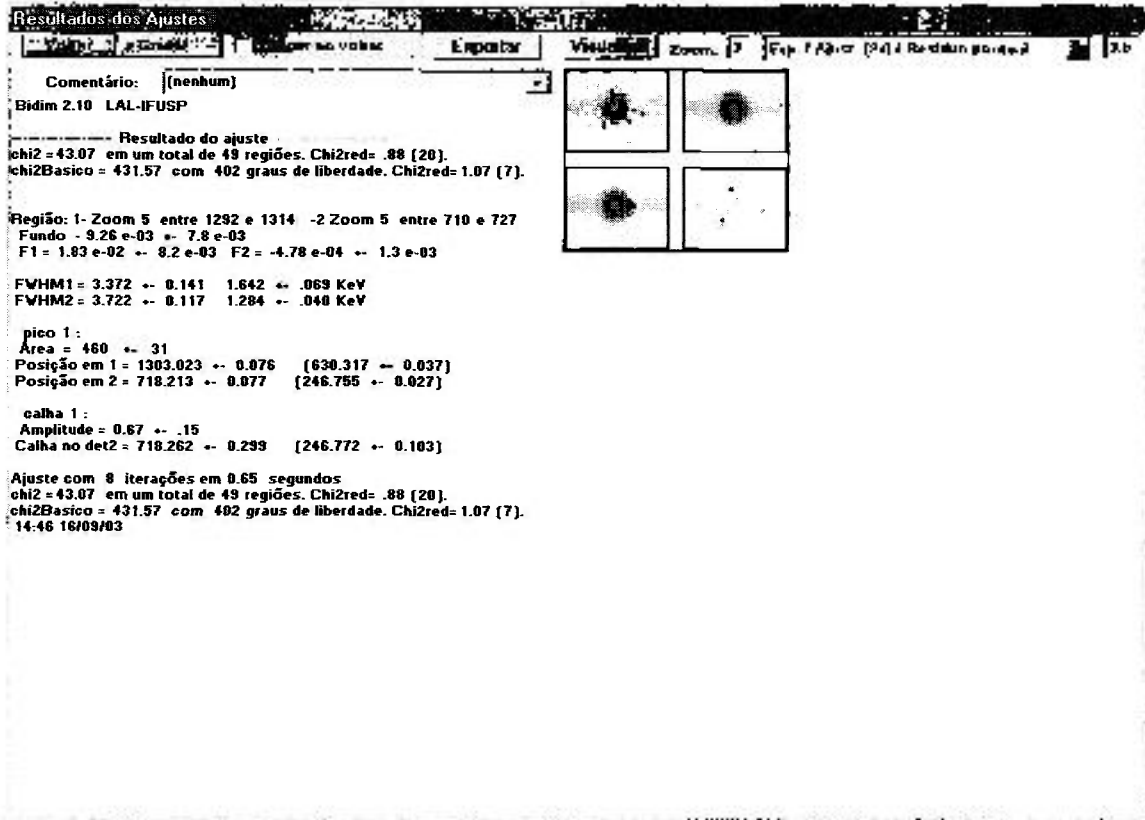 Resultados dos Ajustes
Exportar Visual Zoom.
Comentário: (nenhum)
Bidim 2.10 LAL-IFUSP
------------- Resultado do ajuste
chi2 = 43.07 em um total de 49 regiões. Chi2red= .88 (20).
chi2Basico = 431.57 com 402 graus de liberdade. Chi2red= 1.07 (7).
Região: 1- Zoom 5 entre 1292 e 1314 -2 Zoom 5 entre 710 e 727
Fundo - 9.26 e-03 +- 7.8 e-03
F1 = 1.83 e-02 +- 8.2 e-03 F2 = -4.78 e-04 +- 1.3 e-03
FWHM1 = 3.372 +- 0.141 1.642 +- .069 KeV
FWHM2 = 3.722 +- 0.117 1.284 +- .040 KeV
pico 1 :
Área = 460 +- 31
Posição em 1 = 1303.023 +- 0.076 (630.317 +- 0.037)
Posição em 2 = 718.213 +- 0.077 (246.755 +- 0.027)
calha 1 :
Amplitude = 0.67 +- .15
Calha no det2 = 718.262 +- 0.299 (246.772 +- 0.103)
Ajuste com 8 iterações em 0.65 segundos
chi2 = 43.07 em um total de 49 regiões. Chi2red= .88 (20).
chi2Basico = 431.57 com 402 graus de liberdade. Chi2red= 1.07 (7).
14:46 16/09/03